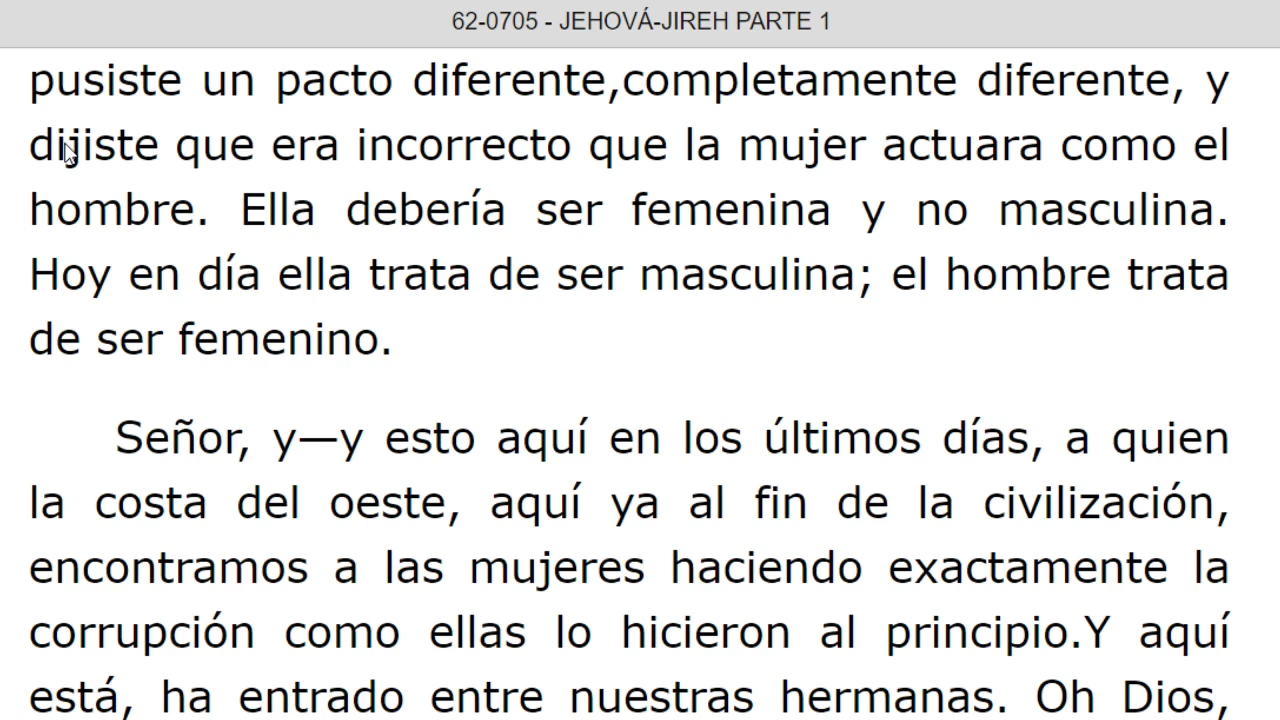 62-0705 - JEHOVÁ-JIREH PARTE 1
pusiste un pacto diferente,completamente diferente, y
dijiste que era incorrecto que la mujer actuara como el
hombre. Ella debería ser femenina y no masculina.
Hoy en día ella trata de ser masculina; el hombre trata
de ser femenino.
Señor, y—y esto aquí en los últimos días, a quien
la costa del oeste, aquí ya al fin de la civilización,
encontramos a las mujeres haciendo exactamente la
corrupción como ellas lo hicieron al principio.Y aquí
está, ha entrado entre nuestras hermanas. Oh Dios,